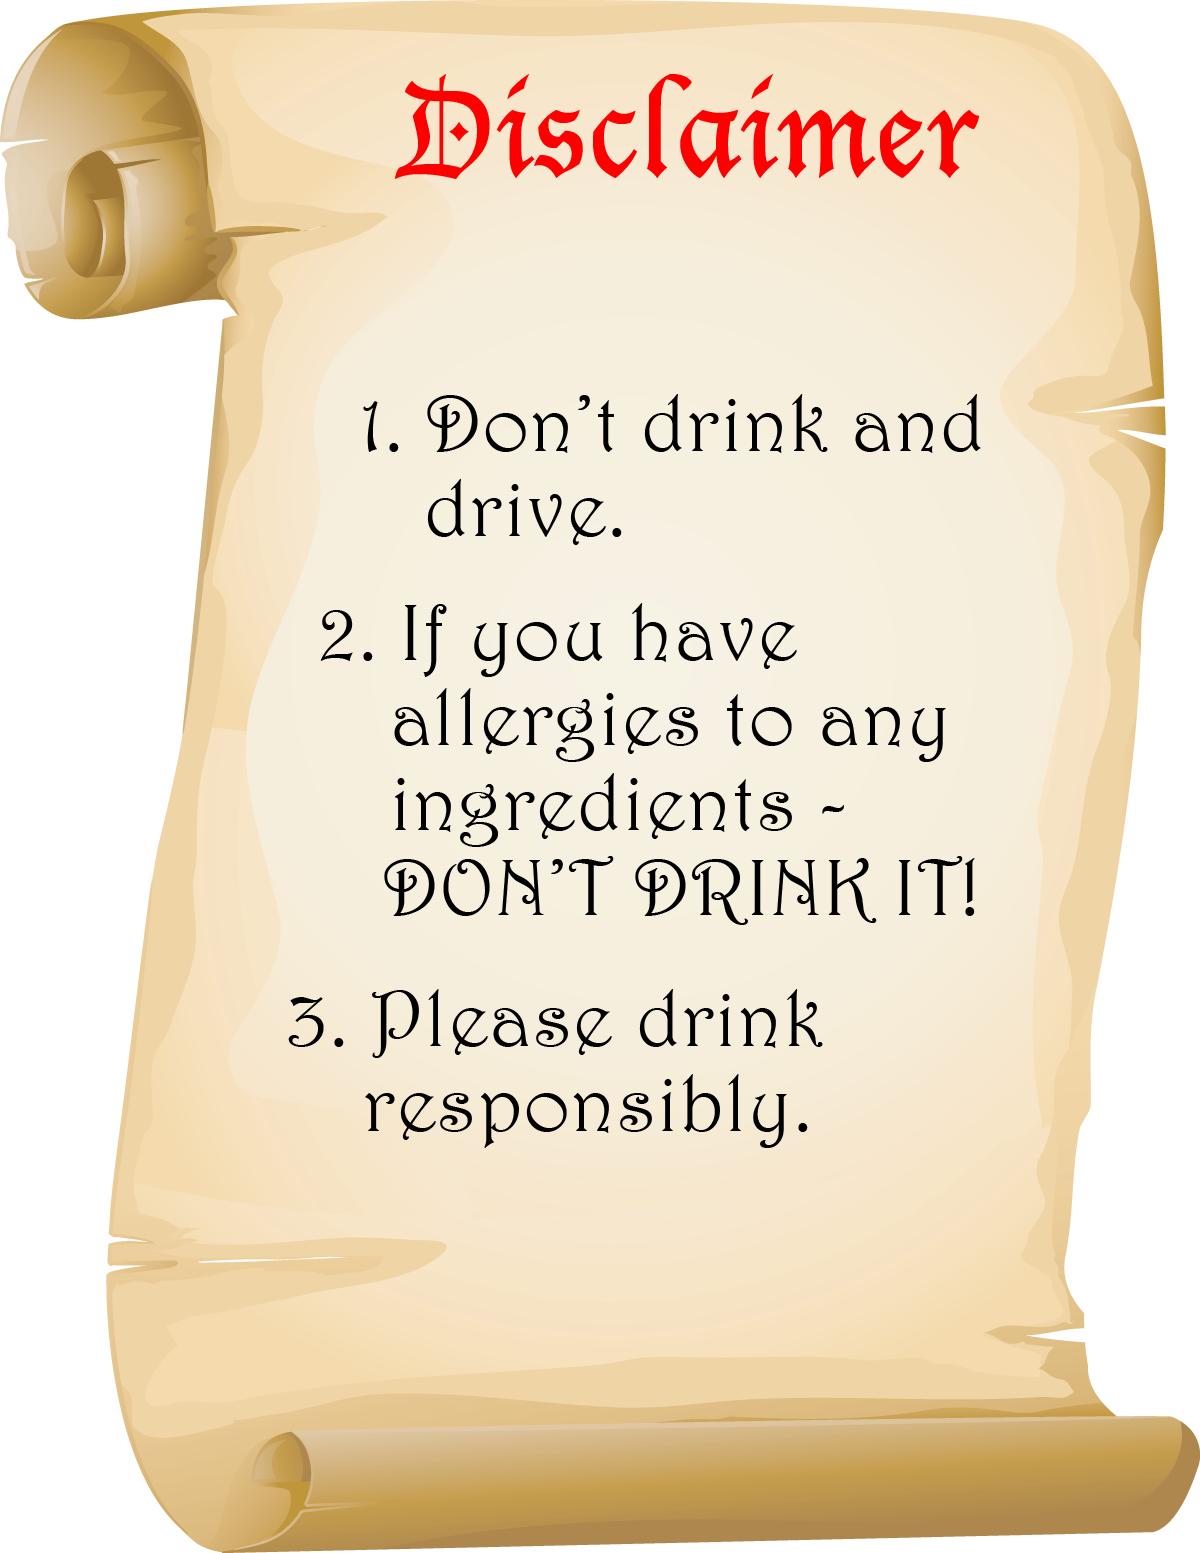 Disclaimer
1. Don't drink and
drive.
2. If you have
allergies to any
ingredients -
DON'T DRINK IT!
3. Please drink
responsibly.